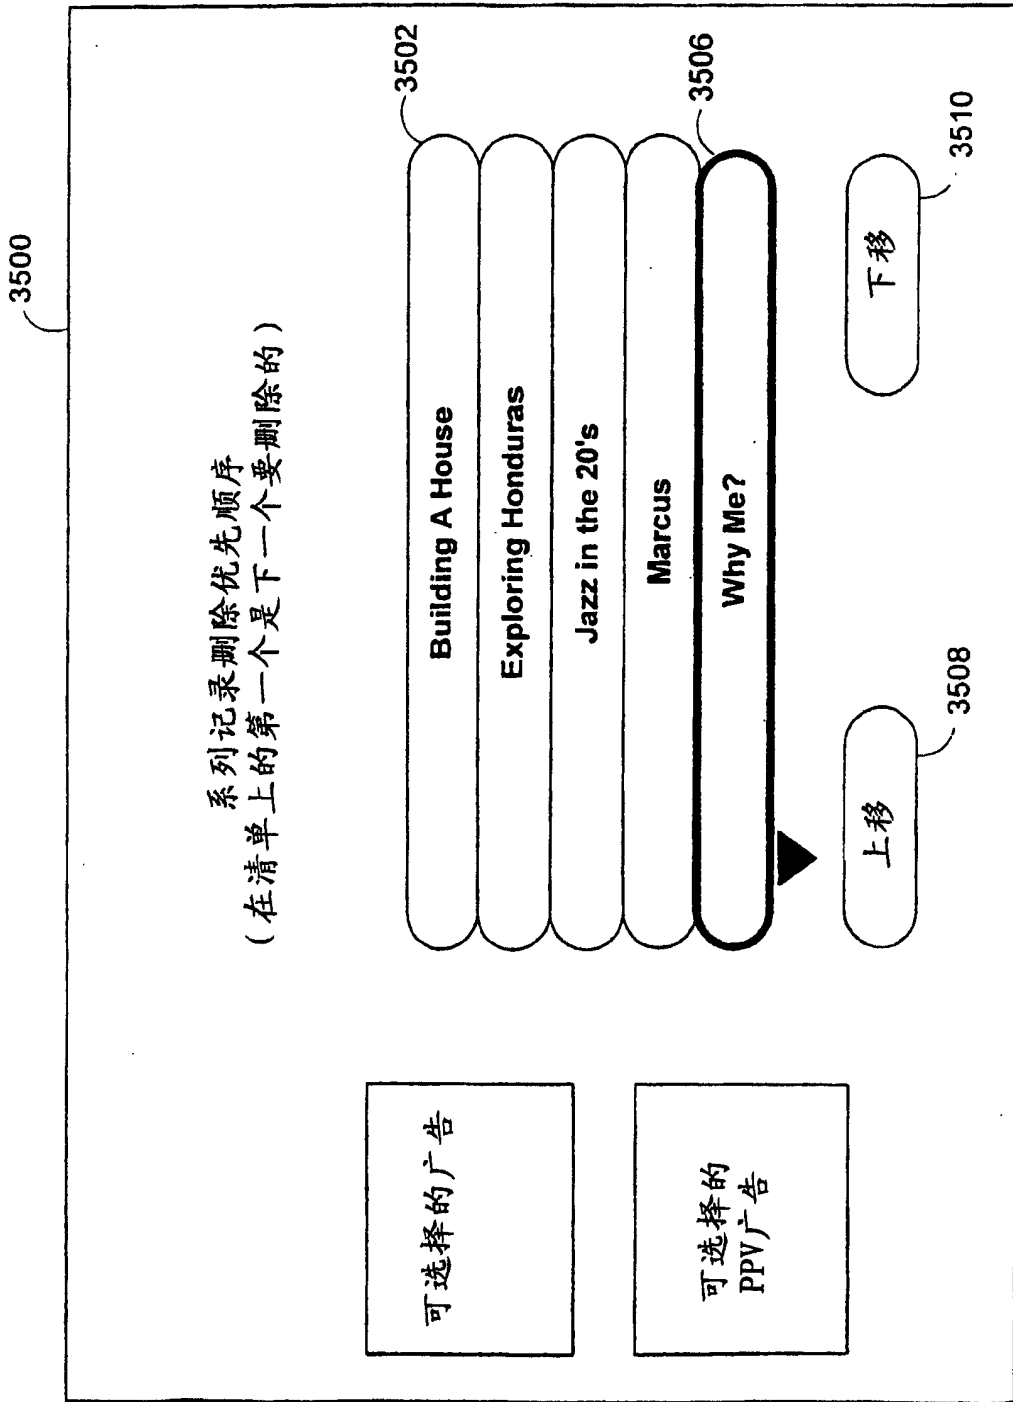 3500
系列记录删除优先顺序
(在清单上的第一个是下一个要删除的)
可选择的广告
可选择的
PPV广告
Building A House
3502
Exploring Honduras
Jazz in the 20's
Marcus
Why Me?
3506
上移
3508
下移
3510